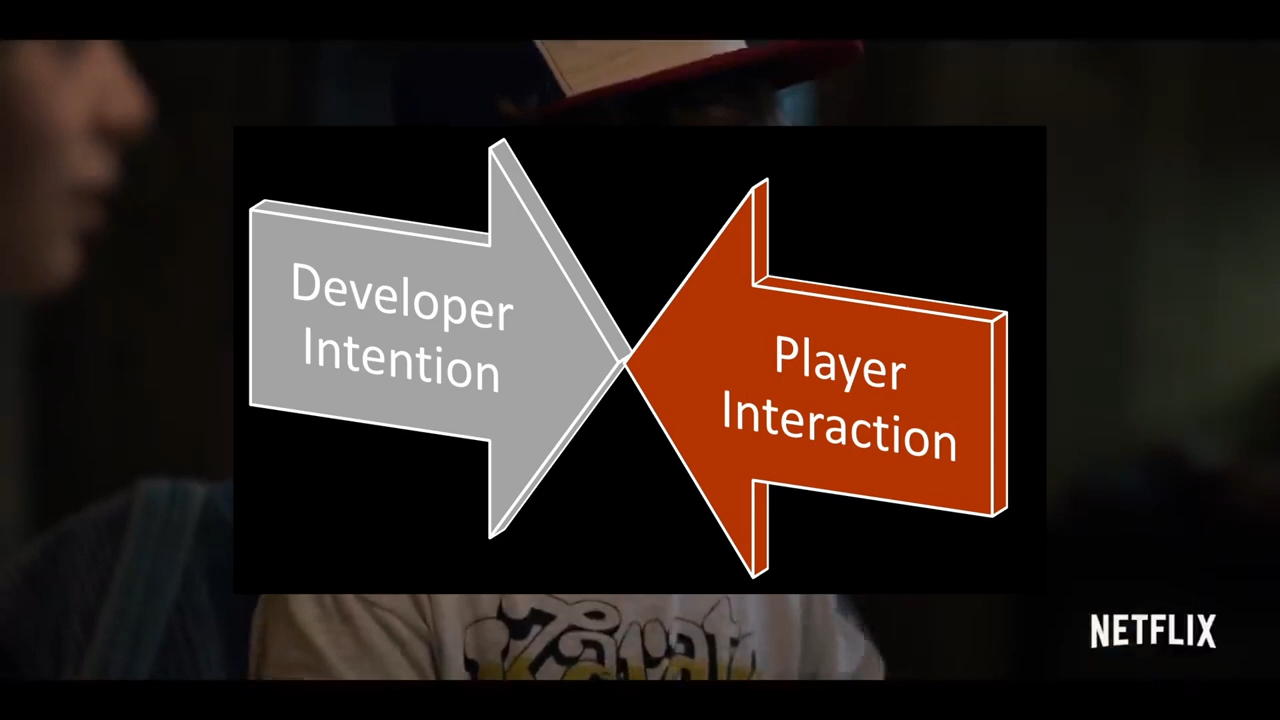 Developer
Intention
Player
Interaction
NETFLIX